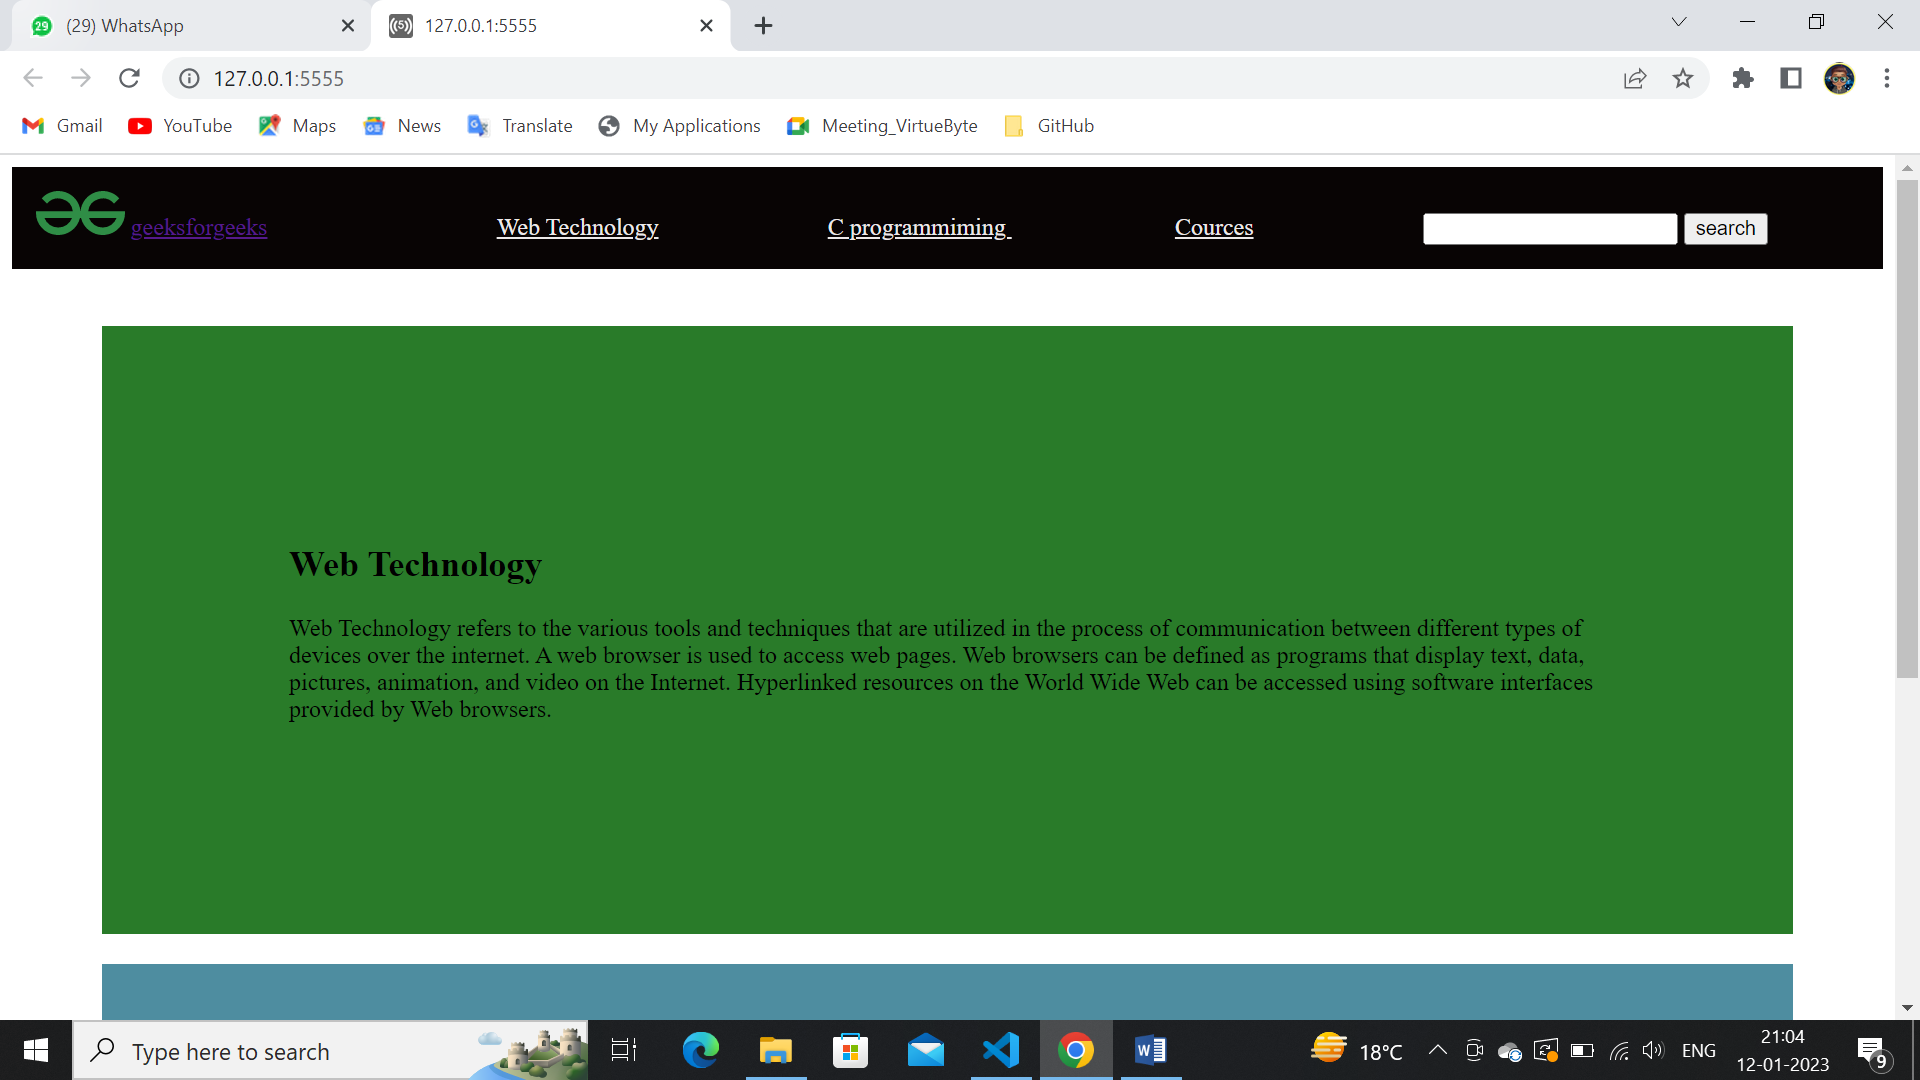 29 (29) WhatsApp
(5) 127.0.0.1:5555
127.0.0.1:5555
Gmail YouTube Maps News Translate My Applications Meeting_VirtueByte GitHub
geeksforgeeks Web Technology C programmiming Cources search
Web Technology
Web Technology refers to the various tools and techniques that are utilized in the process of communication between different types of
devices over the internet. A web browser is used to access web pages. Web browsers can be defined as programs that display text, data,
pictures, animation, and video on the Internet. Hyperlinked resources on the World Wide Web can be accessed using software interfaces
provided by Web browsers.
Type here to search
18°C ENG
21:04
12-01-2023
9